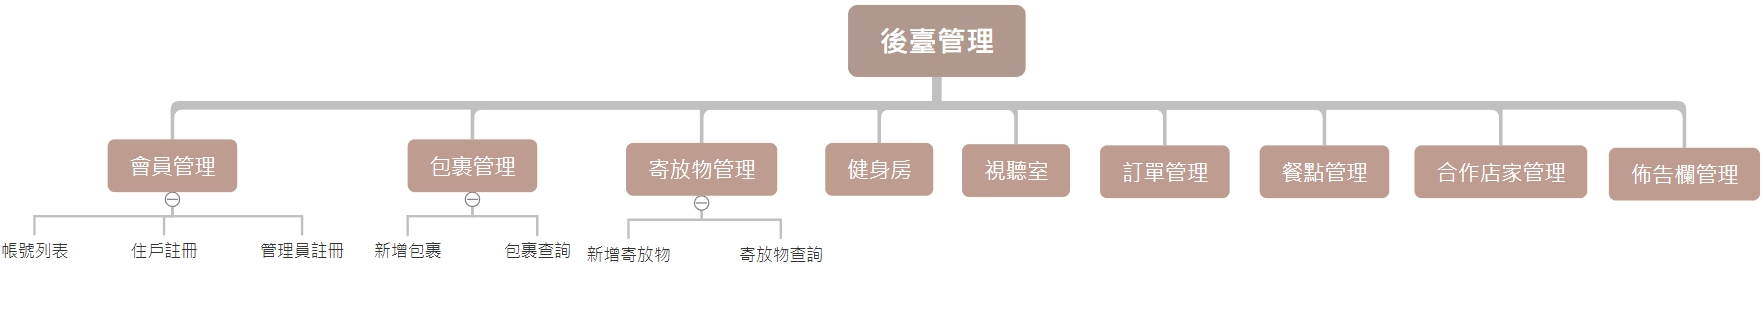 後臺管理
會員管理
包裹管理
寄放物管理
健身房
視聽室
訂單管理
餐點管理
合作店家管理
佈告欄管理
帳號列表
住戶註冊
管理員註冊
新增包裹
包裹查詢
新增寄放物
寄放物查詢